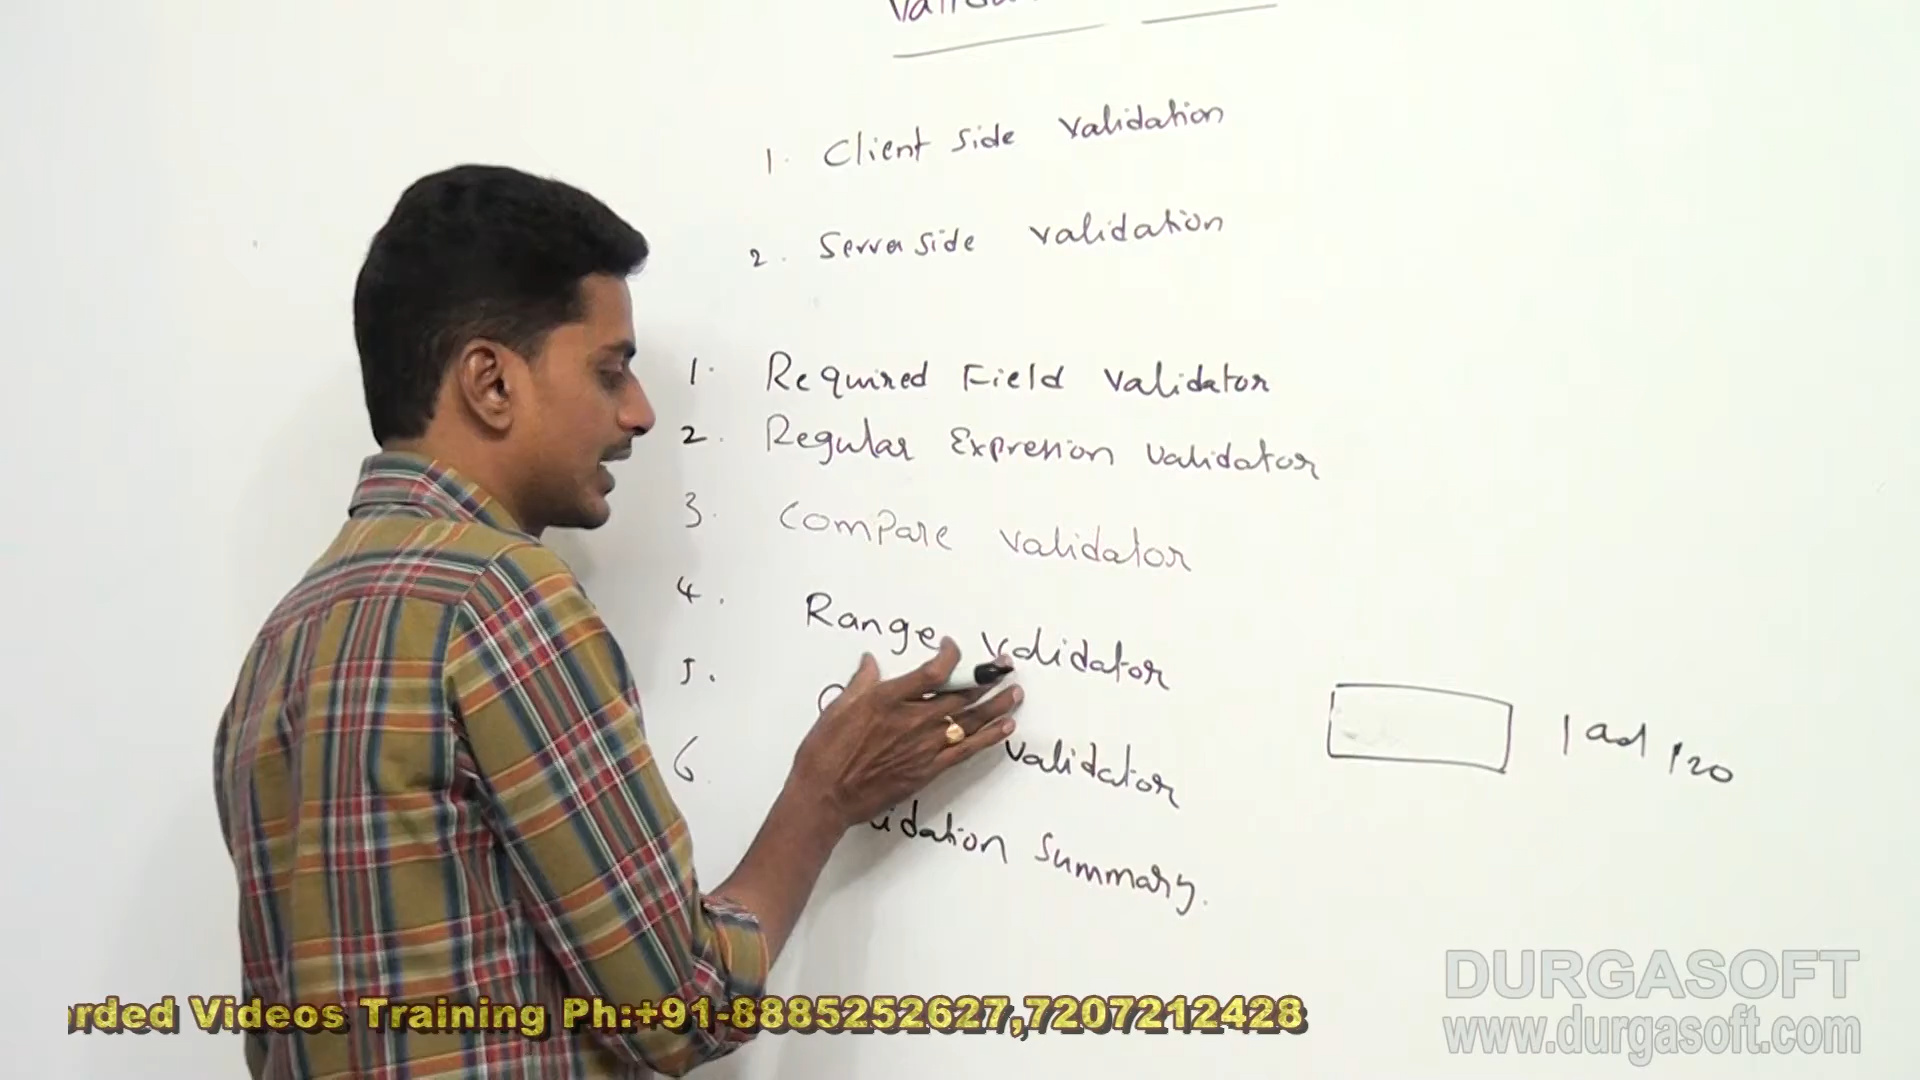 1. Client side validation
2. Server side validation
1. Required Field validator
2. Regular Expression validator
3. Compare validator
4. Range validator
5. validator
6. idation Summary.
1 and 120
rded Videos Training Ph:+91-8885252627,7207212428
DURGASOFT
www.durgasoft.com